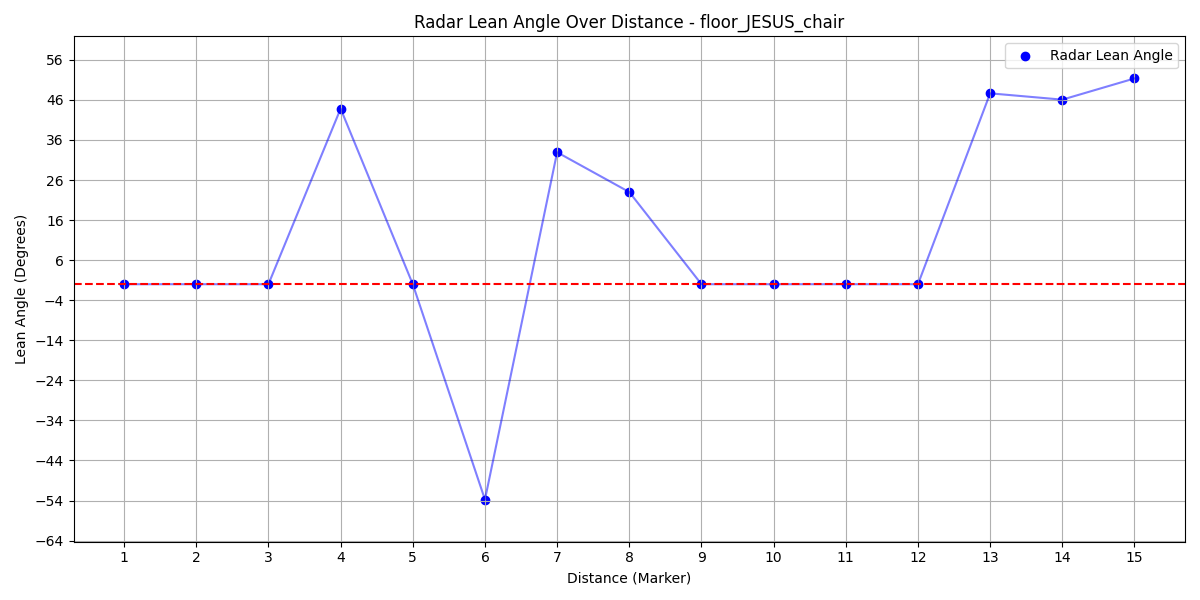 Radar Lean Angle Over Distance - floor_JESUS_chair
Radar Lean Angle
Lean Angle (Degrees)
56
46
36
26
16
6
−4
−14
−24
−34
−44
−54
−64
1 2 3 4 5 6 7 8 9 10 11 12 13 14 15
Distance (Marker)